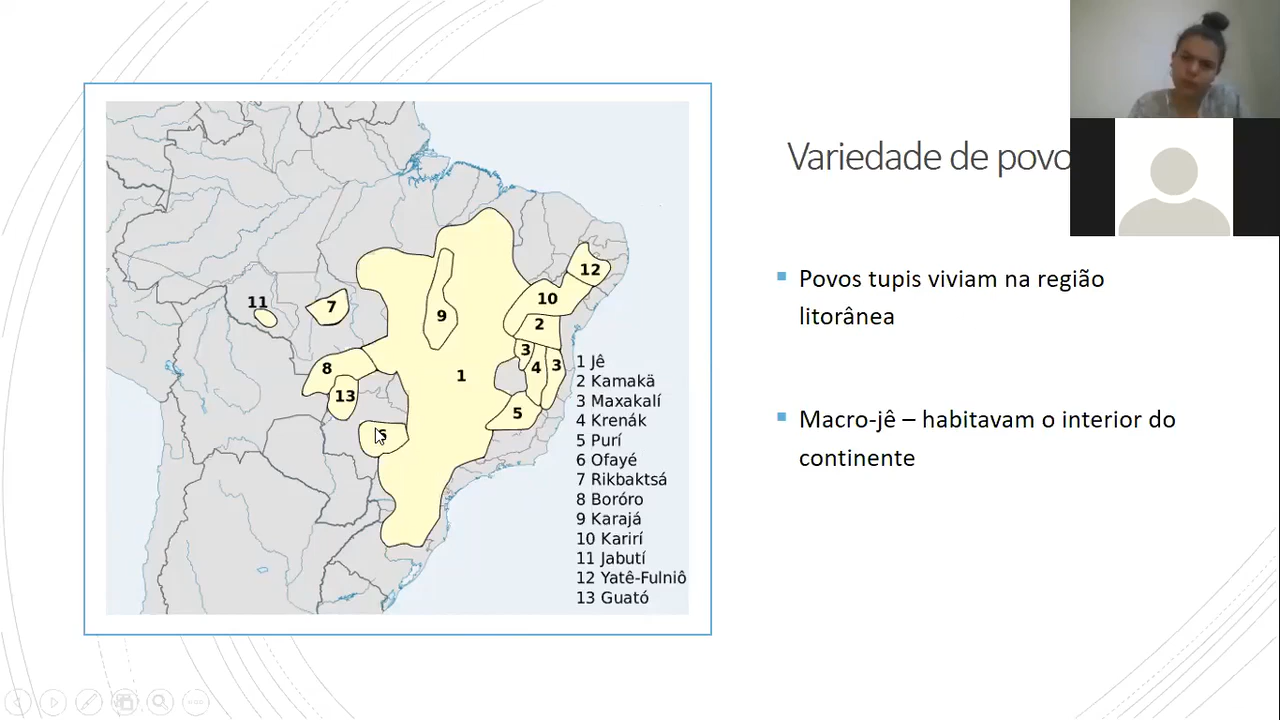 Variedade de povo
Povos tupis viviam na região
litorânea
Macro-jê – habitavam o interior do
continente
12
10
11
7
9
2
3
3
4
8
1
13
5
1 Jê
2 Kamakä
3 Maxakalí
4 Krenák
5 Purí
6 Ofayé
7 Rikbaktsá
8 Boróro
9 Karajá
10 Karirí
11 Jabutí
12 Yatê-Fulniô
13 Guató